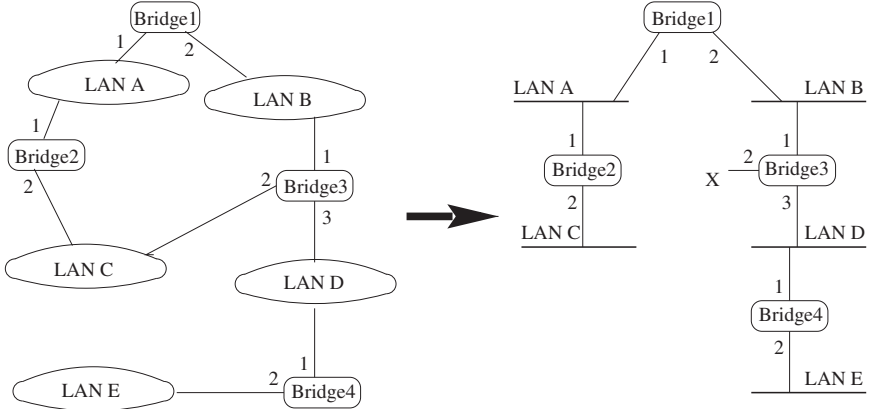 Bridge1
1
2
LAN A
LAN B
1
Bridge2
2
1
2
Bridge3
3
LAN C
LAN D
1
2
LAN E
Bridge4
Bridge1
1
2
LAN A
LAN B
1
1
Bridge2
2
Bridge3
X
2
3
LAN C
LAN D
1
Bridge4
2
LAN E